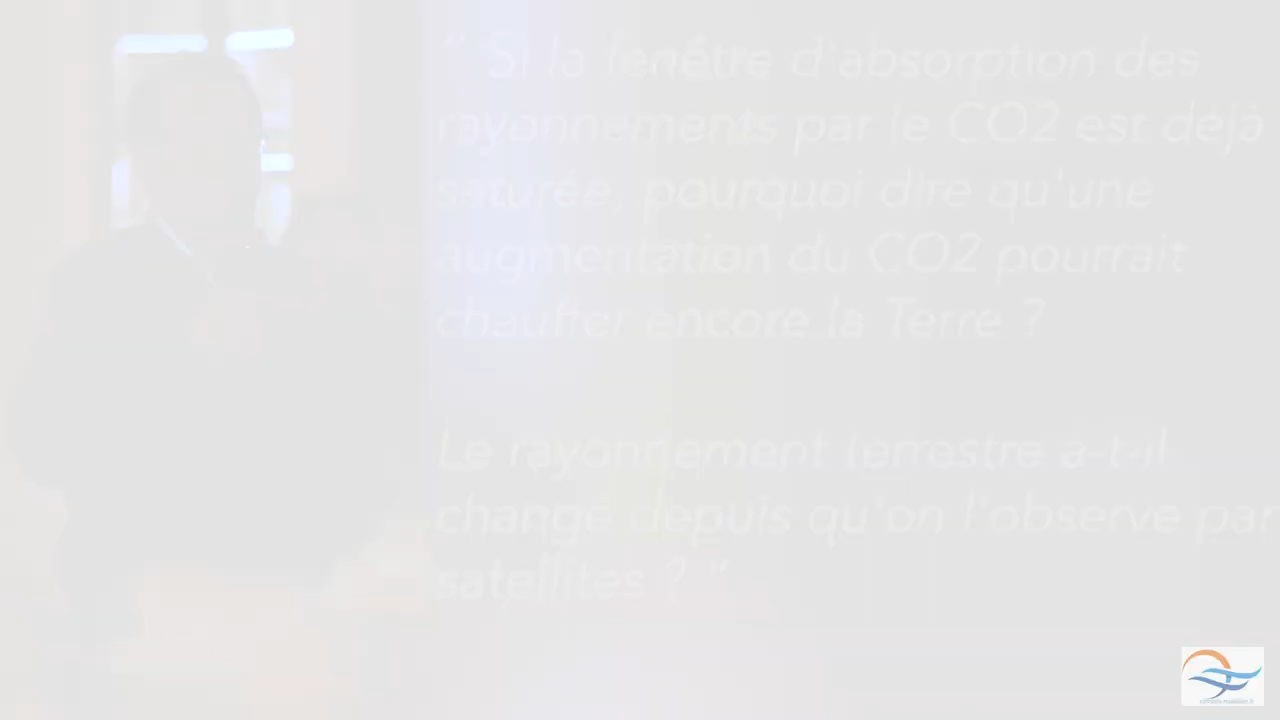 " Si la fenêtre d'absorption des
rayonnements par le CO2 est déjà
saturée, pourquoi dire qu'une
augmentation du CO2 pourrait
chauffer encore la Terre ?
Le rayonnement terrestre a-t-il
changé depuis qu'on l'observe par
satellites ? "